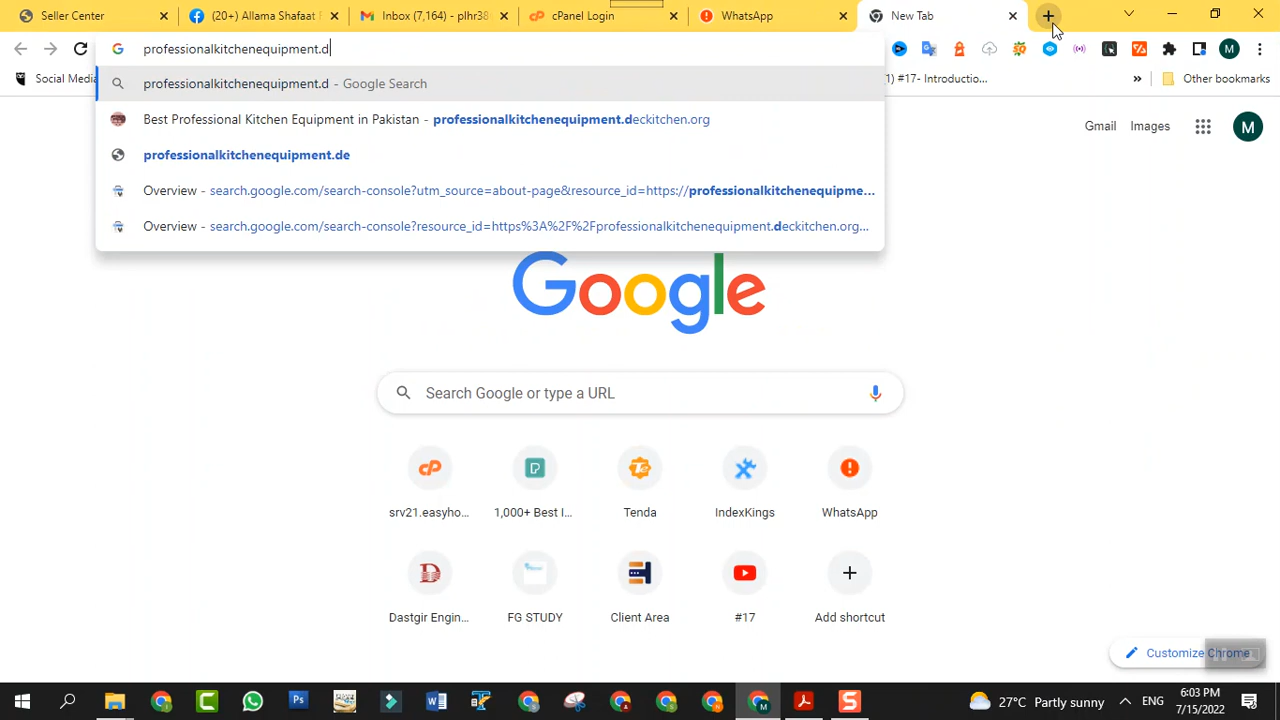 Seller Center
(20+) Allama Shafaat F
Inbox (7,164) - plhr38
cPanel Login
WhatsApp
New Tab
professionalkitchenequipment.d
professionalkitchenequipment.d - Google Search
Best Professional Kitchen Equipment in Pakistan - professionalkitchenequipment.deckitchen.org
professionalkitchenequipment.de
Overview - search.google.com/search-console?utm_source=about-page&resource_id=https://professionalkitchenequipme...
Overview - search.google.com/search-console?resource_id=https%3A%2F%2Fprofessionalkitchenequipment.deckitchen.org...
M
Social Media
) #17- Introductio...
»
Other bookmarks
Gmail
Images
M
Google
Search Google or type a URL
cP
srv21.easyho...
1,000+ Best I...
Tenda
IndexKings
WhatsApp
Dastgir Engin...
FG STUDY
Client Area
#17
Add shortcut
Customize Chrome
27°C Partly sunny
ENG
6:03 PM
7/15/2022